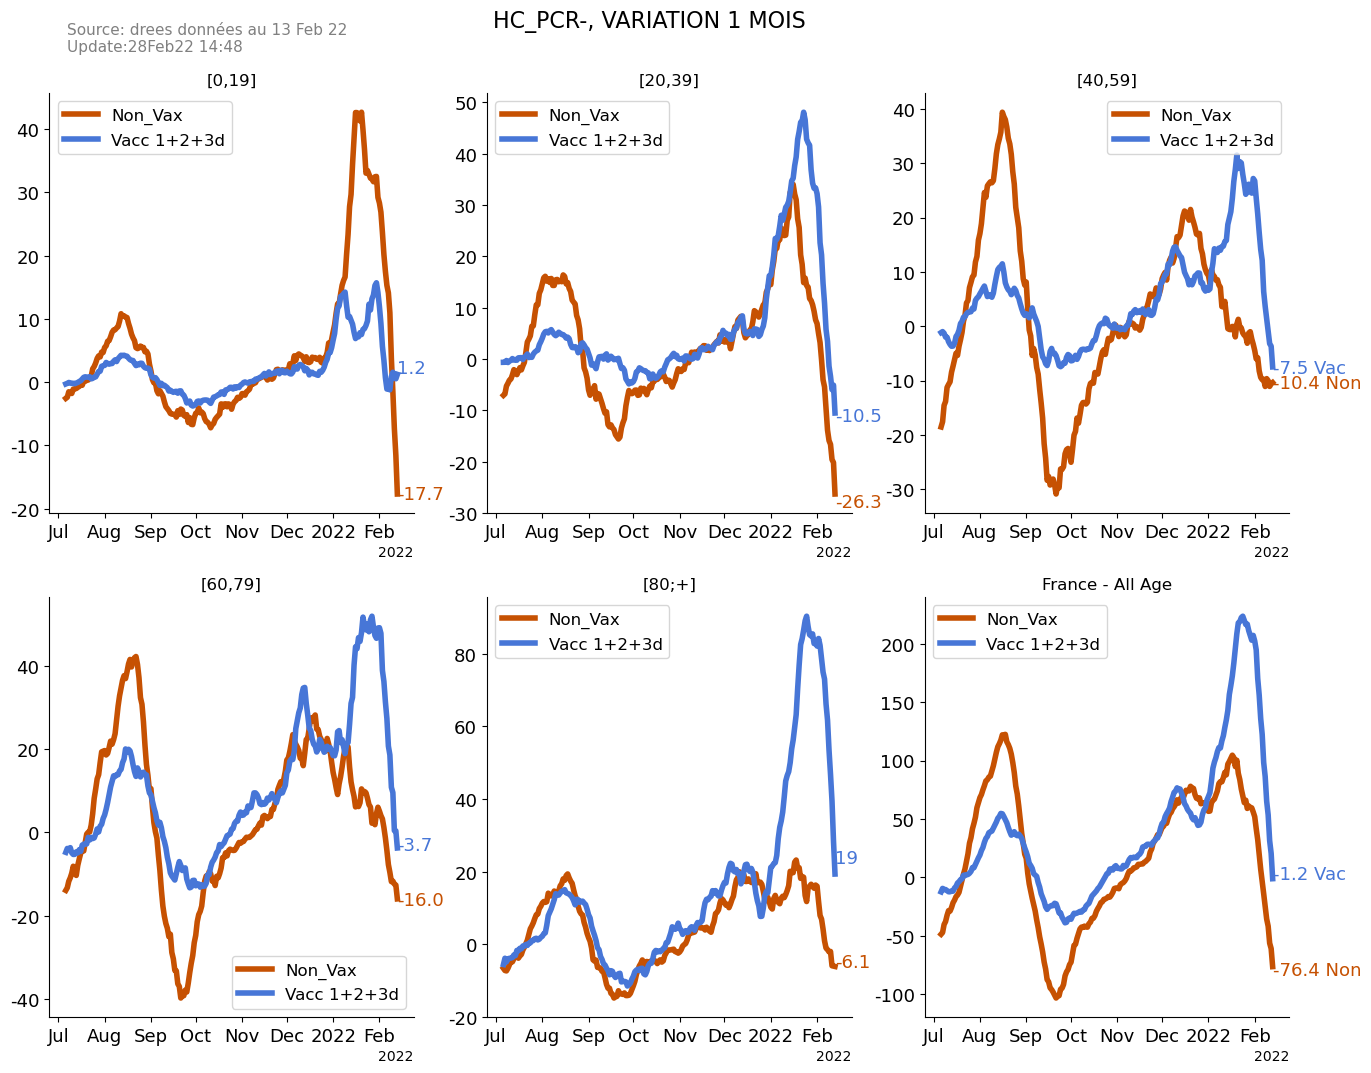 HC_PCR-, VARIATION 1 MOIS
Source: drees données au 13 Feb 22
Update:28Feb22 14:48
[0,19]
Non_Vax
Vacc 1+2+3d
40
30
20
10
0
-10
-20
1.2
-17.7
Jul Aug Sep Oct Nov Dec 2022 Feb
2022
[20,39]
Non_Vax
Vacc 1+2+3d
50
40
30
20
10
0
-10
-20
-30
-10.5
-26.3
Jul Aug Sep Oct Nov Dec 2022 Feb
2022
[40,59]
Non_Vax
Vacc 1+2+3d
40
30
20
10
0
-10
-20
-30
-7.5 Vac
-10.4 Non
Jul Aug Sep Oct Nov Dec 2022 Feb
2022
[60,79]
40
20
0
-20
-40
-3.7
-16.0
Non_Vax
Vacc 1+2+3d
Jul Aug Sep Oct Nov Dec 2022 Feb
2022
[80;+]
Non_Vax
Vacc 1+2+3d
80
60
40
20
0
-20
19
-6.1
Jul Aug Sep Oct Nov Dec 2022 Feb
2022
France - All Age
Non_Vax
Vacc 1+2+3d
200
150
100
50
0
-50
-100
-1.2 Vac
-76.4 Non
Jul Aug Sep Oct Nov Dec 2022 Feb
2022